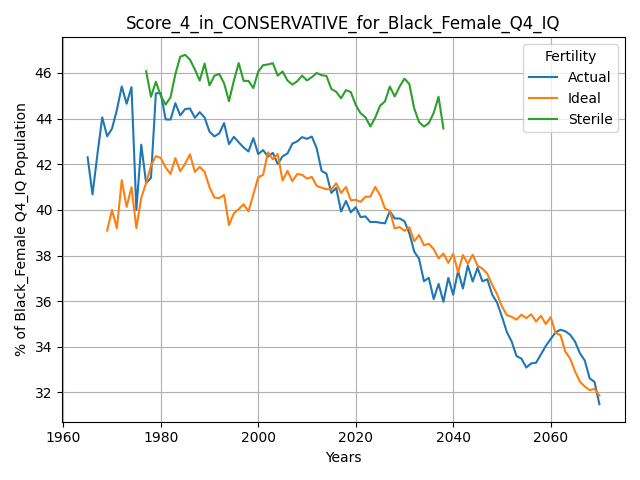 Score_4_in_CONSERVATIVE_for_Black_Female_Q4_IQ
% of Black_Female Q4_IQ Population
46
44
42
40
38
36
34
32
Fertility
Actual
Ideal
Sterile
1960 1980 2000 2020 2040 2060
Years